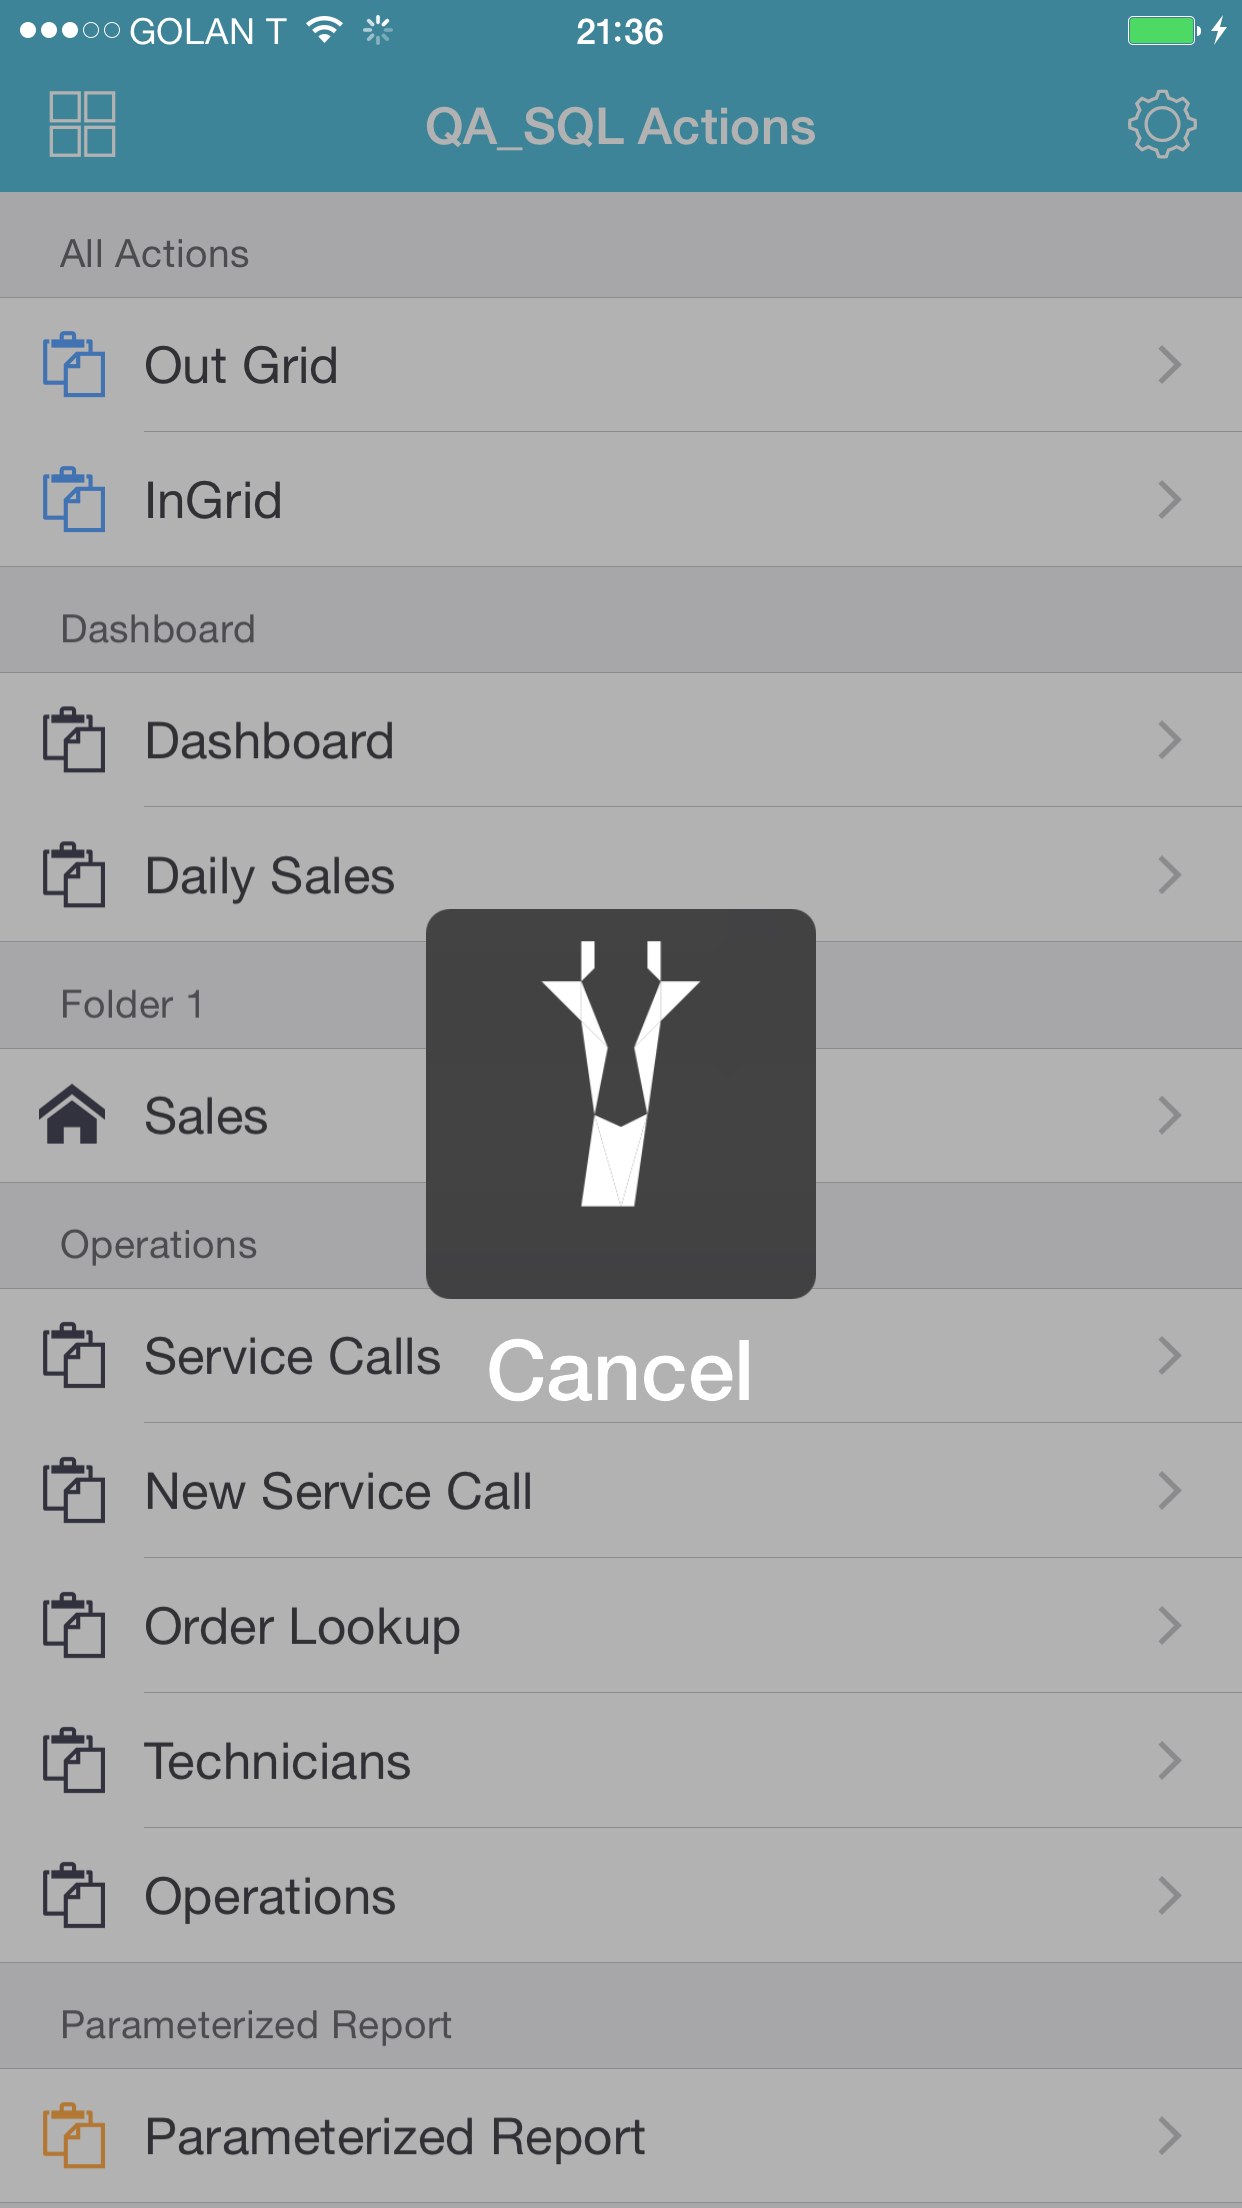 GOLAN T
21:36
QA_SQL Actions
All Actions
Out Grid
InGrid
Dashboard
Dashboard
Daily Sales
Folder 1
Sales
Operations
Service Calls
Cancel
New Service Call
Order Lookup
Technicians
Operations
Parameterized Report
Parameterized Report